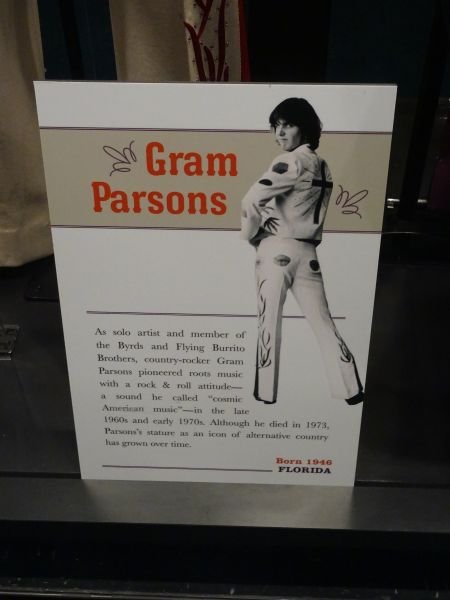 Gram
Parsons
As solo artist and member of
the Byrds and Flying Burrito
Brothers, country-rocker Gram
Parsons pioneered roots music
with a rock & roll attitude—
a sound he called “cosmic
American music”—in the late
1960s and early 1970s. Although he died in 1973,
Parsons’s stature as an icon of alternative country
has grown over time.
Born 1946
FLORIDA